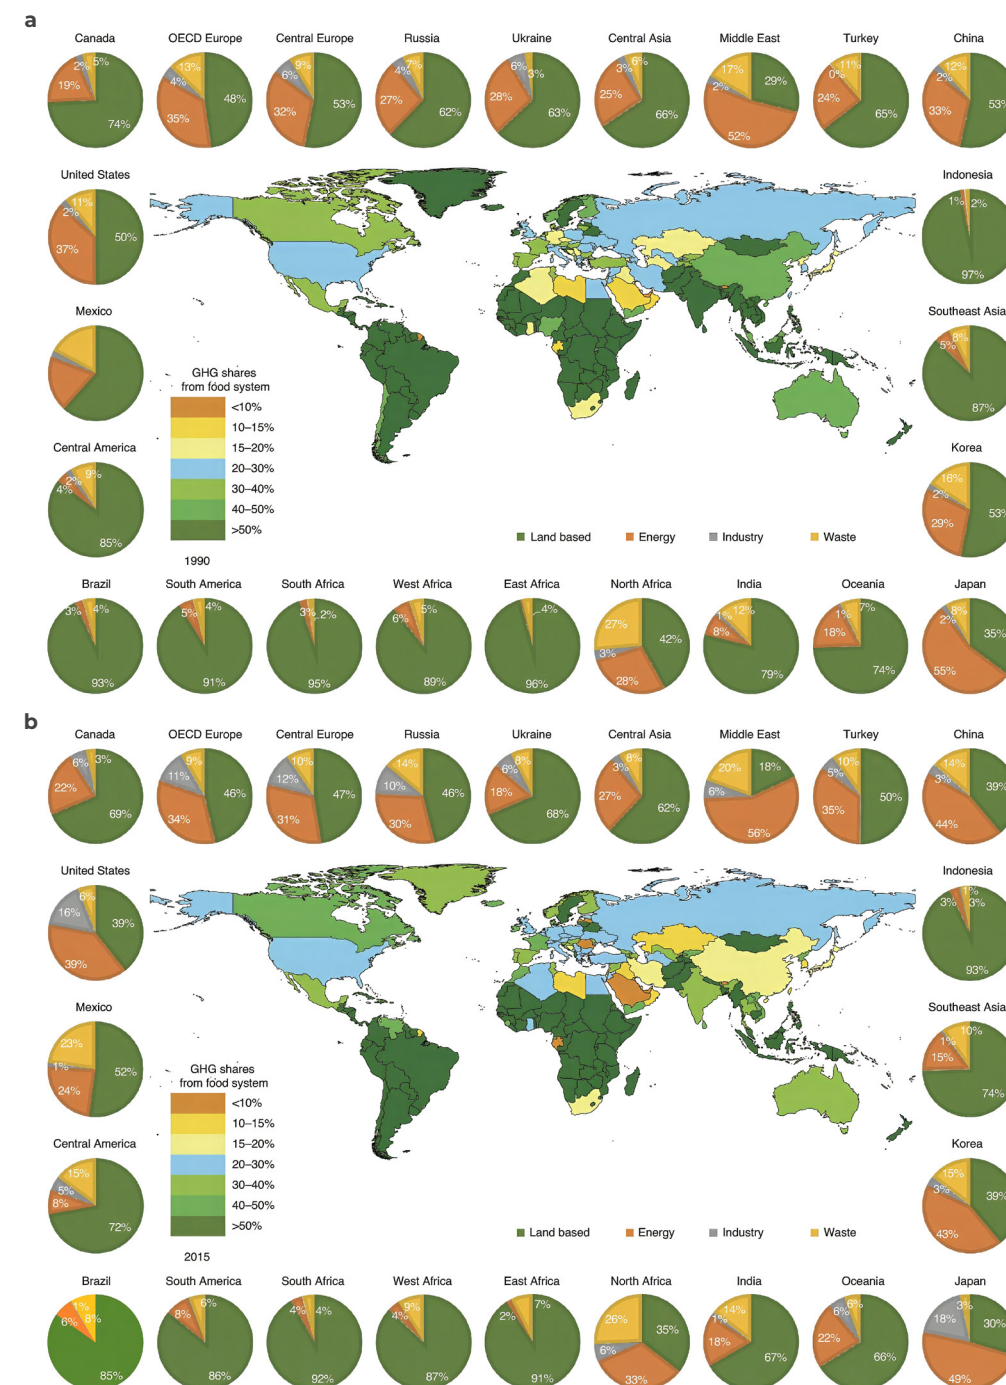 a
Canada OECD Europe Central Europe Russia Ukraine Central Asia Middle East Turkey China
2% 5% 19% 74%
13% 4% 48% 35%
9% 6% 53% 32%
7% 4% 27% 62%
6% 3% 28% 63%
6% 3% 25% 66%
17% 29% 2% 52%
11% 0% 24% 65%
12% 2% 33% 53%
United States
11% 2% 50% 37%
Indonesia
1% 2% 97%
Mexico
Southeast Asia
8% 5% 87%
GHG shares
from food system
<10%
10–15%
15–20%
20–30%
30–40%
40–50%
>50%
1990
Central America
9% 2% 4% 85%
Korea
16% 2% 29% 53%
Land based Energy Industry Waste
Brazil South America South Africa West Africa East Africa North Africa India Oceania Japan
3% 4% 93%
5% 4% 91%
3% 2% 95%
6% 5% 89%
4% 96%
27% 42% 3% 28%
12% 1% 8% 79%
7% 1% 18% 74%
8% 2% 35% 55%
b
Canada OECD Europe Central Europe Russia Ukraine Central Asia Middle East Turkey China
3% 6% 22% 69%
9% 11% 46% 34%
10% 12% 47% 31%
14% 10% 46% 30%
8% 6% 18% 68%
8% 3% 27% 62%
20% 18% 6% 56%
10% 5% 35% 50%
14% 3% 39% 44%
United States
6% 16% 39% 39%
Indonesia
1% 3% 3% 93%
Mexico
23% 52% 1% 24%
Southeast Asia
10% 1% 15% 74%
GHG shares
from food system
<10%
10–15%
15–20%
20–30%
30–40%
40–50%
>50%
2015
Central America
15% 5% 8% 72%
Korea
15% 3% 39% 43%
Land based Energy Industry Waste
Brazil South America South Africa West Africa East Africa North Africa India Oceania Japan
1% 6% 8% 85%
6% 8% 86%
4% 4% 92%
9% 4% 87%
7% 2% 91%
26% 35% 6% 33%
14% 1% 18% 67%
6% 6% 22% 66%
3% 18% 30% 49%